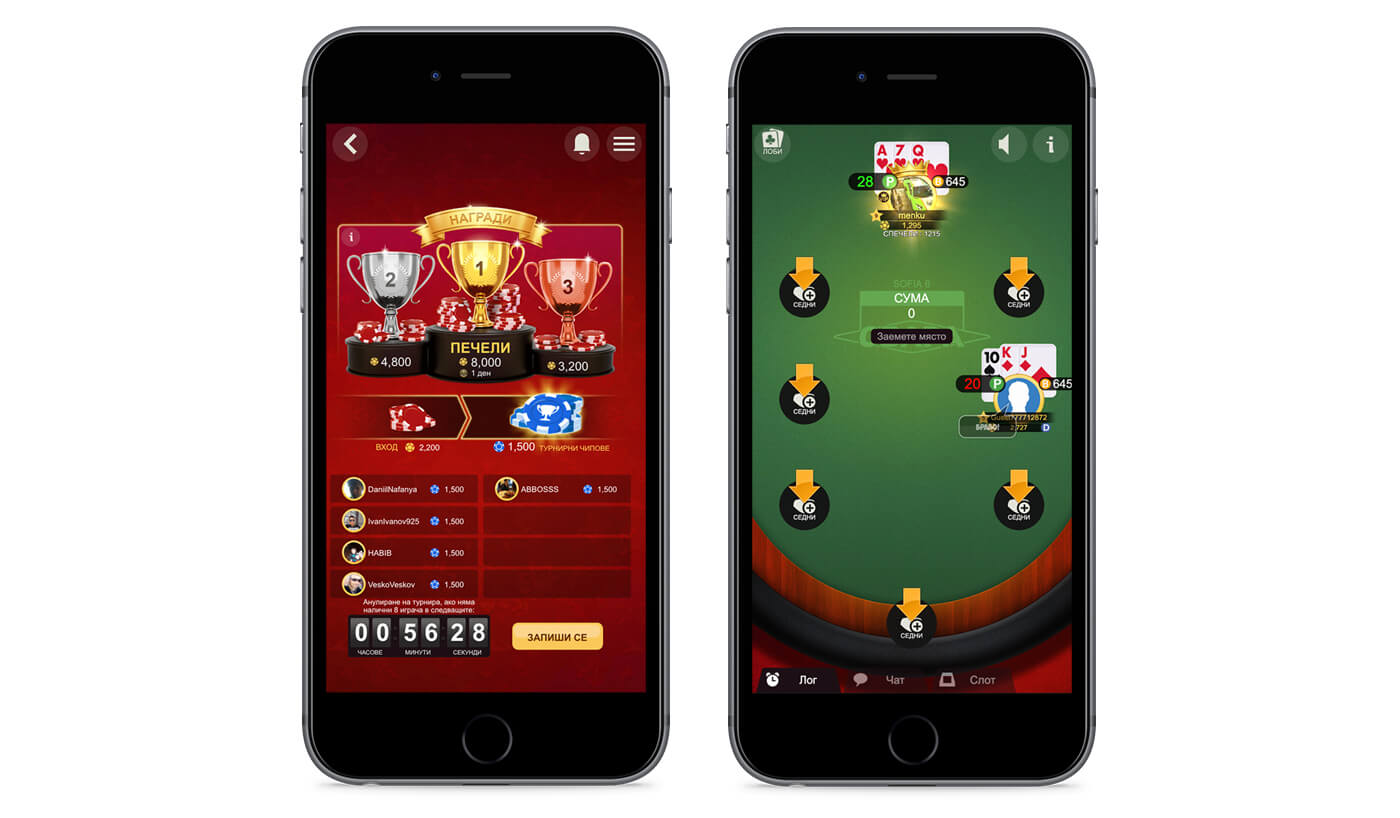 НАГРАДИ
i
2
1
3
ПЕЧЕЛИ
4,800
8,000
3,200
1 ден
ВХОД 2,200
1,500 ТУРНИРНИ ЧИПОВЕ
DaniilNafanya 1,500
ABBOSSS 1,500
IvanIvanov925 1,500
HABIB 1,500
VeskoVeskov 1,500
Анулиране на турнира, ако няма
налични 8 играча в следващите:
00 56 28
ЧАСОВЕ МИНУТИ СЕКУНДИ
ЗАПИШИ СЕ
ЛОБИ
i
A 7 Q
28 P B 645
menku
1,295
СПЕЧЕЛИ: 1215
СЕДНИ
СЕДНИ
SOFIA 6
СУМА
0
Заемете място
10 K J
20 P B 645
СЕДНИ
Guest777712872
БРАВО! 2,727 D
СЕДНИ
СЕДНИ
СЕДНИ
Лог Чат Слот